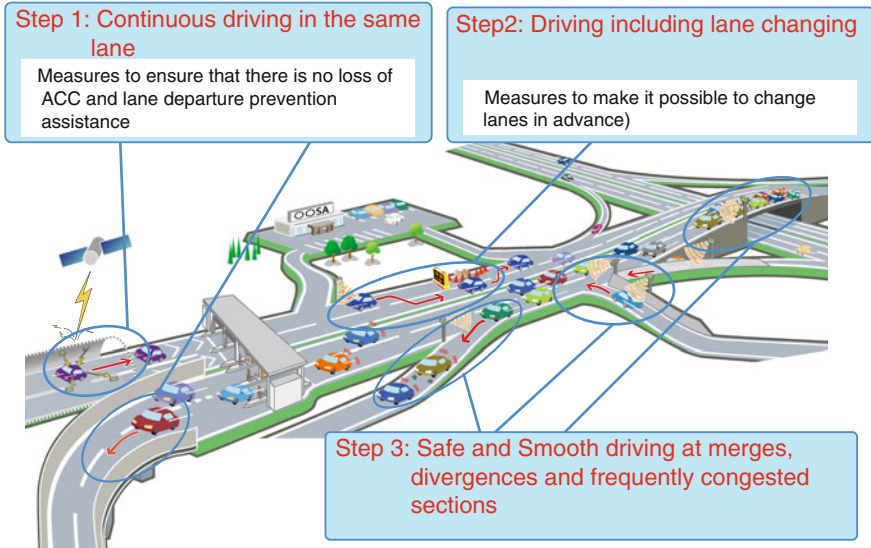 Step 1: Continuous driving in the same
lane
Measures to ensure that there is no loss of
ACC and lane departure prevention
assistance
Step2: Driving including lane changing
Measures to make it possible to change
lanes in advance)
OOSA
Step 3: Safe and Smooth driving at merges,
divergences and frequently congested
sections